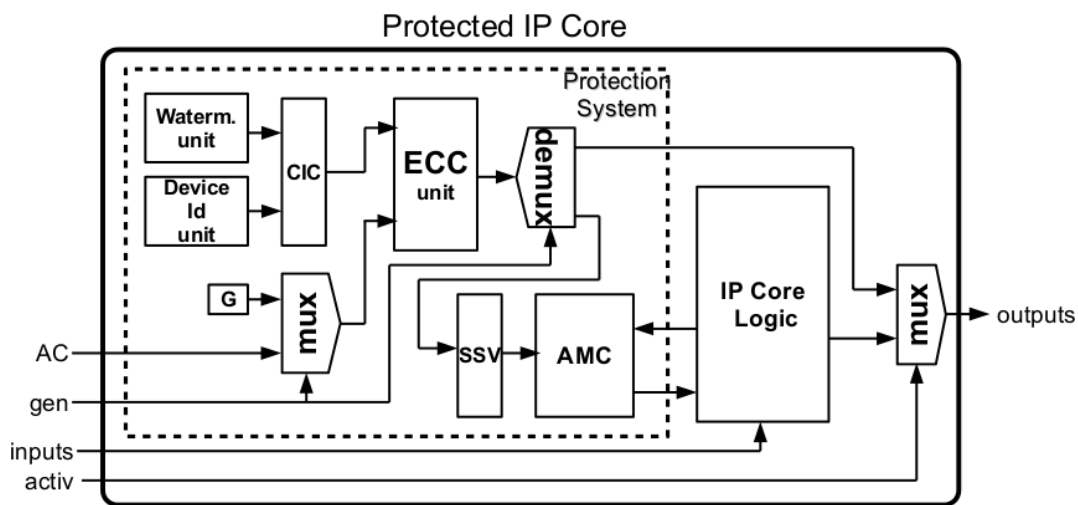 Protected IP Core
Protection
System
Waterm.
unit
Device
Id
unit
CIC
ECC
unit
demux
G
mux
SSV
AMC
IP Core
Logic
mux
outputs
AC
gen
inputs
activ